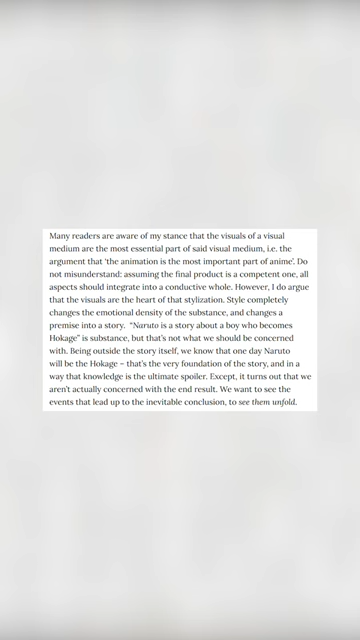 Many readers are aware of my stance that the visuals of a visual
medium are the most essential part of said visual medium, i.e. the
argument that ‘the animation is the most important part of anime’. Do
not misunderstand: assuming the final product is a competent one, all
aspects should integrate into a conductive whole. However, I do argue
that the visuals are the heart of that stylization. Style completely
changes the emotional density of the substance, and changes a
premise into a story.  “Naruto is a story about a boy who becomes
Hokage” is substance, but that’s not what we should be concerned
with. Being outside the story itself, we know that one day Naruto
will be the Hokage – that’s the very foundation of the story, and in a
way that knowledge is the ultimate spoiler. Except, it turns out that we
aren’t actually concerned with the end result. We want to see the
events that lead up to the inevitable conclusion, to see them unfold.